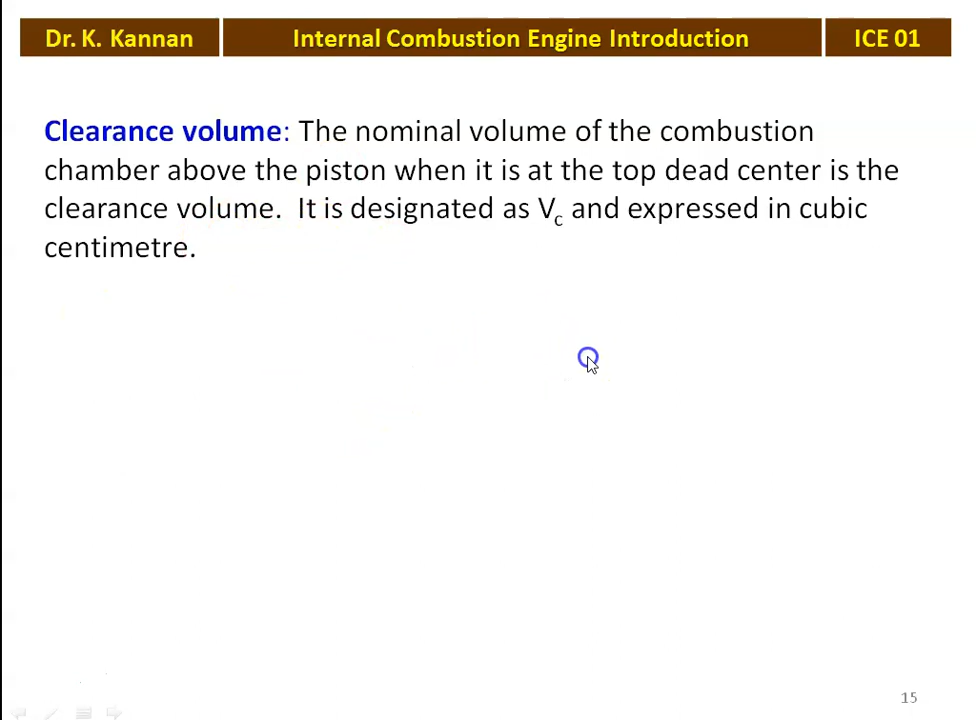 Dr. K. Kannan Internal Combustion Engine Introduction ICE 01
Clearance volume: The nominal volume of the combustion
chamber above the piston when it is at the top dead center is the
clearance volume. It is designated as Vc and expressed in cubic
centimetre.
15